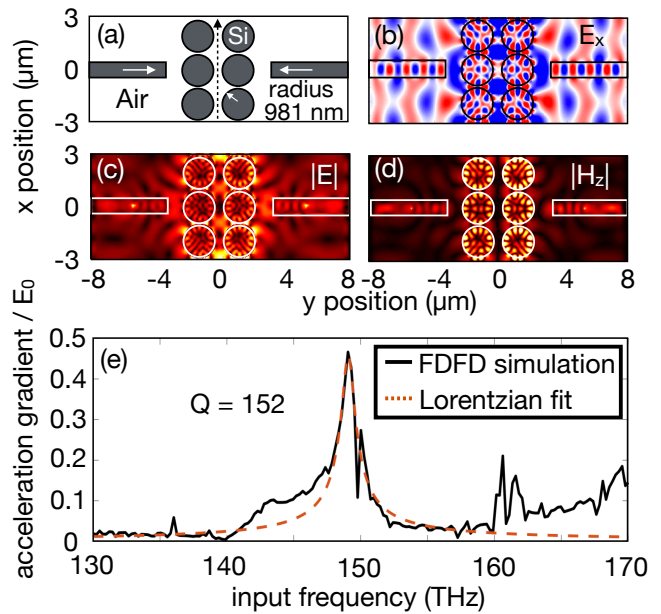 x position (µm)
3
0
-3
(a)
Si
Air
radius
981 nm
(b)
Eₓ
3
0
-3
(c)
|E|
(d)
|H_z|
-8 -4 0 4 8
-8 -4 0 4 8
y position (µm)
acceleration gradient / E₀
0.5
0.4
0.3
0.2
0.1
0
(e)
Q = 152
FDFD simulation
Lorentzian fit
130 140 150 160 170
input frequency (THz)